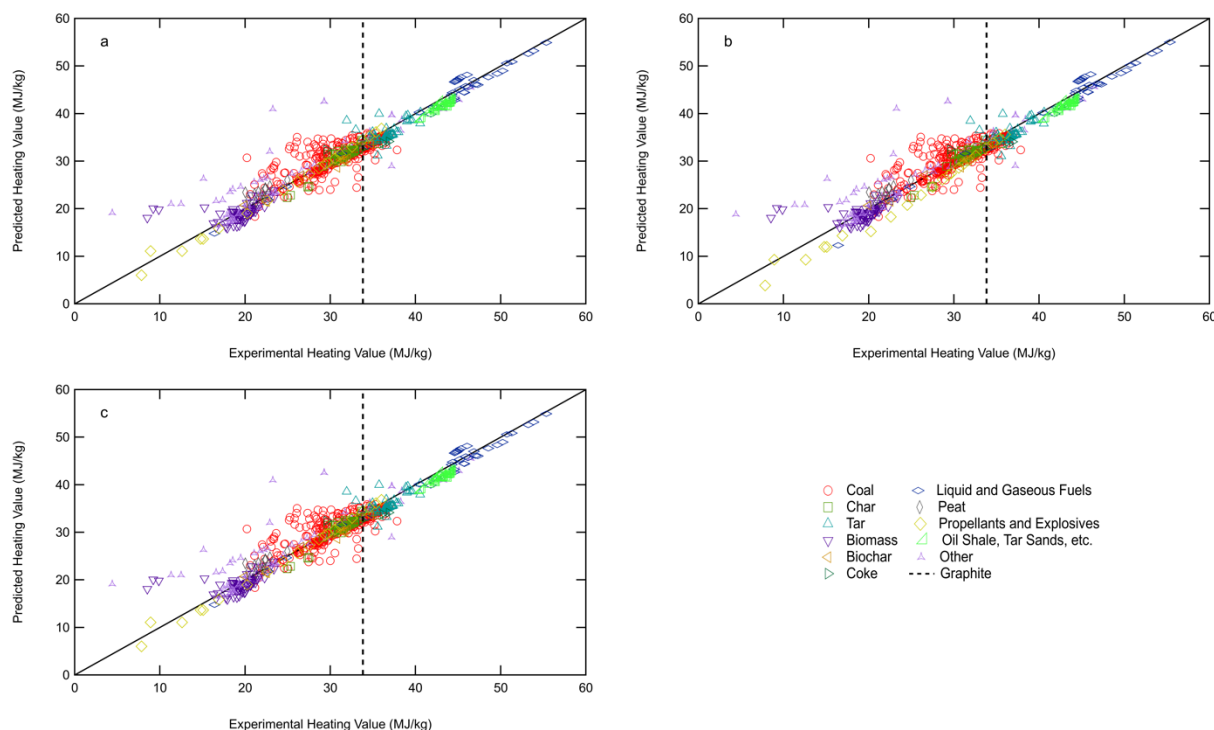 60
50
40
30
20
10
0
Predicted Heating Value (MJ/kg)
a
0 10 20 30 40 50 60
Experimental Heating Value (MJ/kg)
60
50
40
30
20
10
0
Predicted Heating Value (MJ/kg)
b
0 10 20 30 40 50 60
Experimental Heating Value (MJ/kg)
60
50
40
30
20
10
0
Predicted Heating Value (MJ/kg)
c
0 10 20 30 40 50 60
Experimental Heating Value (MJ/kg)
Coal
Char
Tar
Biomass
Biochar
Coke
Liquid and Gaseous Fuels
Peat
Propellants and Explosives
Oil Shale, Tar Sands, etc.
Other
Graphite